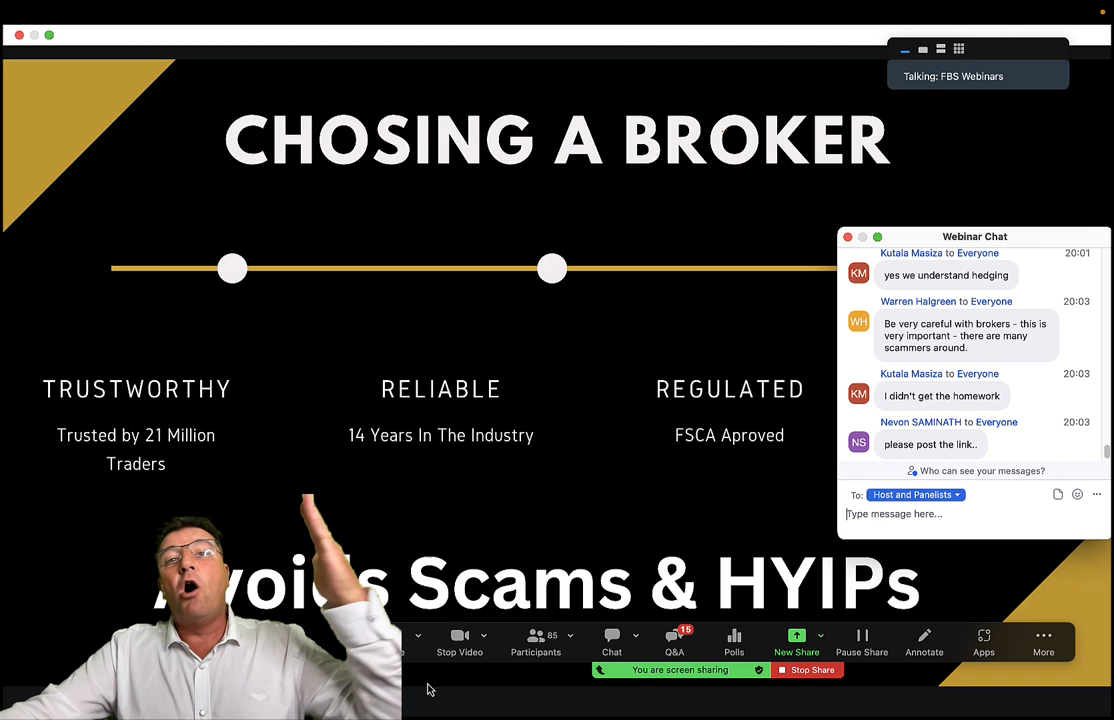 Talking: FBS Webinars
CHOSING A BROKER
TRUSTWORTHY
Trusted by 21 Million
Traders
RELIABLE
14 Years In The Industry
REGULATED
FSCA Aproved
Avoids Scams & HYIPs
Webinar Chat
Kutala Masiza to Everyone 20:01
KM
yes we understand hedging
Warren Halgreen to Everyone 20:03
WH
Be very careful with brokers - this is
very important - there are many
scammers around.
Kutala Masiza to Everyone 20:03
KM
I didn't get the homework
Nevon SAMINATH to Everyone 20:03
NS
please post the link..
Who can see your messages?
To: Host and Panelists
Type message here...
Stop Video
85
Participants
Chat
15
Q&A
Polls
New Share
Pause Share
Annotate
Apps
More
You are screen sharing
Stop Share